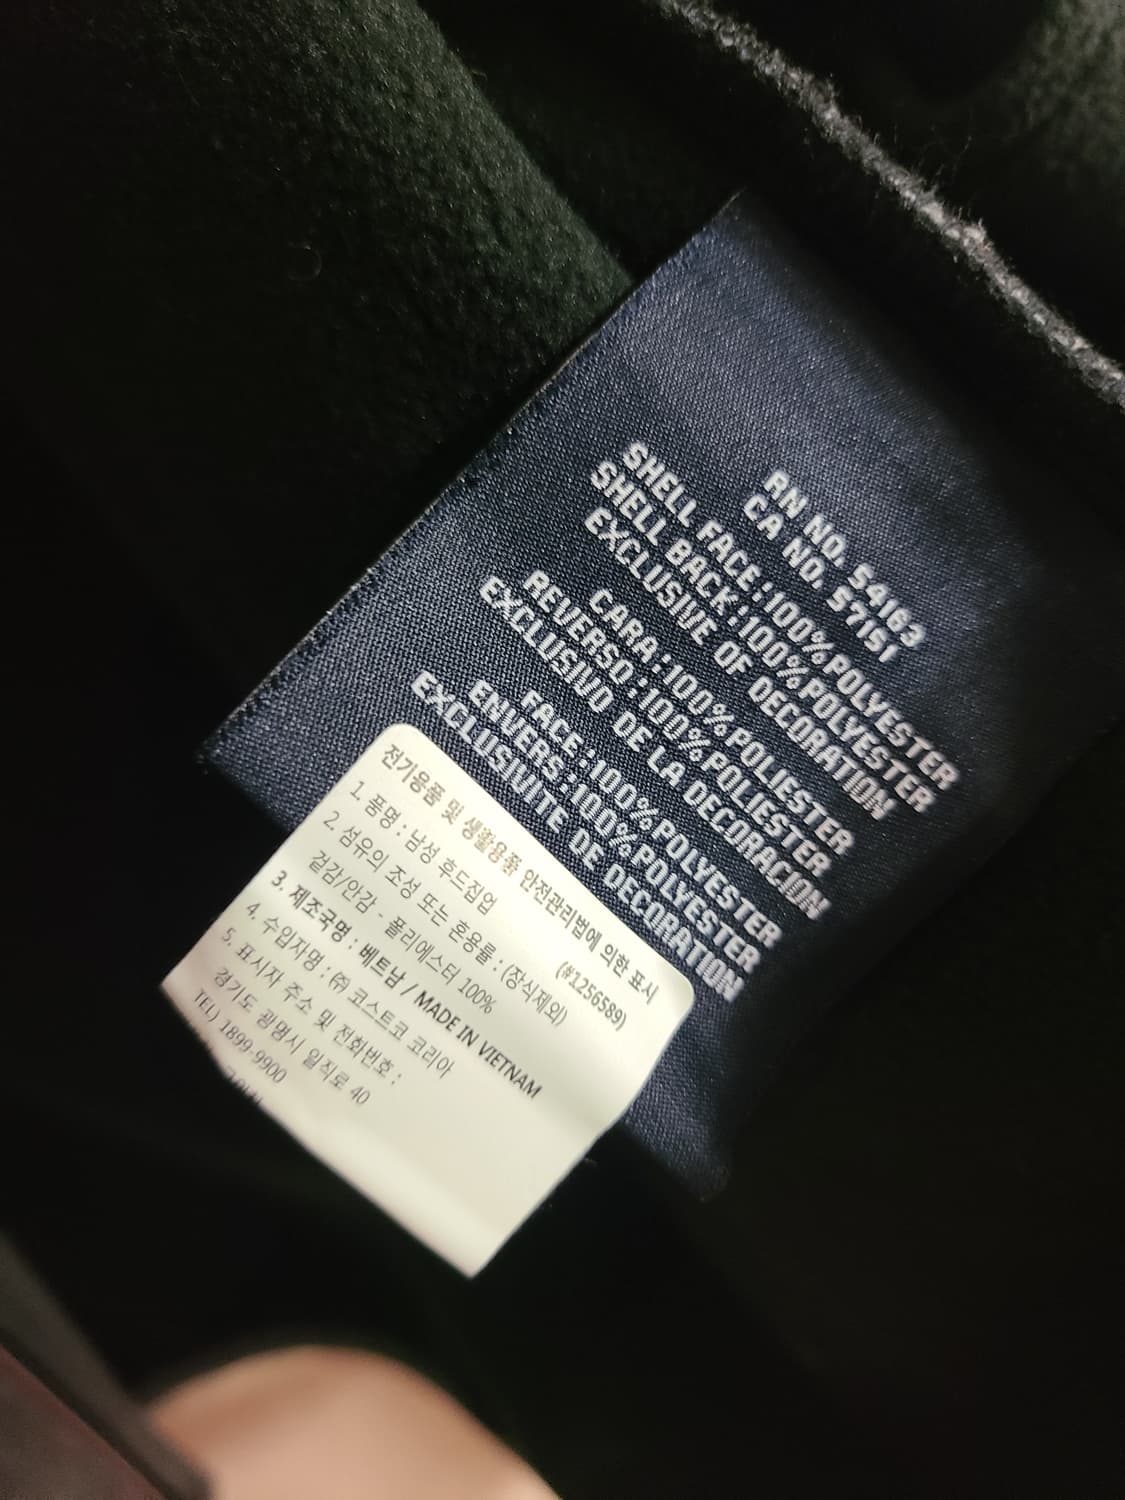 RN NO. 54163
CA NO. 57151
SHELL FACE:100%POLYESTER
SHELL BACK:100%POLYESTER
EXCLUSIVE OF DECORATION
CARA:100%POLIESTER
REVERSO:100%POLIESTER
EXCLUSIVO DE LA DECORACION
FACE:100%POLYESTER
ENVERS:100%POLYESTER
EXCLUSIVITE DE DECORATION
전기용품 및 생활용품 안전관리법에 의한 표시
1. 품명 : 남성 후드집업 (#1256589)
2. 섬유의 조성 또는 혼용률 : (장식제외)
겉감/안감 - 폴리에스터 100%
3. 제조국명 : 베트남 / MADE IN VIETNAM
4. 수입자명 : ㈜ 코스트코 코리아
5. 표시자 주소 및 전화번호 :
경기도 광명시 일직로 40
TEL) 1899-9900